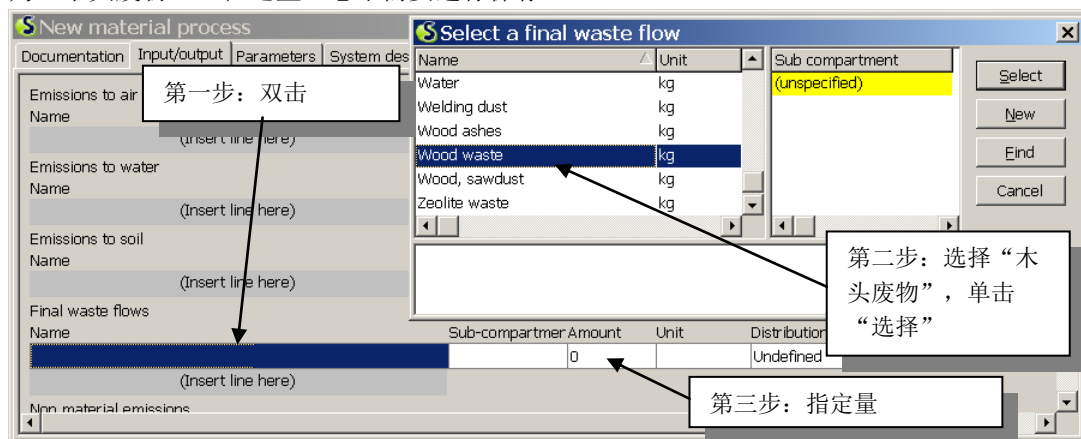 New material process
Documentation Input/output Parameters System des
Emissions to air
Name
(Insert line here)
Emissions to water
Name
(Insert line here)
Emissions to soil
Name
(Insert line here)
Final waste flows
Name Sub-compartmer Amount Unit Distribution
0 Undefined
(Insert line here)
Non material emissions
第一步：双击
Select a final waste flow
Name Unit Sub compartment
Water kg (unspecified)
Welding dust kg
Wood ashes kg
Wood waste kg
Wood, sawdust kg
Zeolite waste kg
Select
New
Find
Cancel
第二步：选择“木
头废物”，单击
“选择”
第三步：指定量